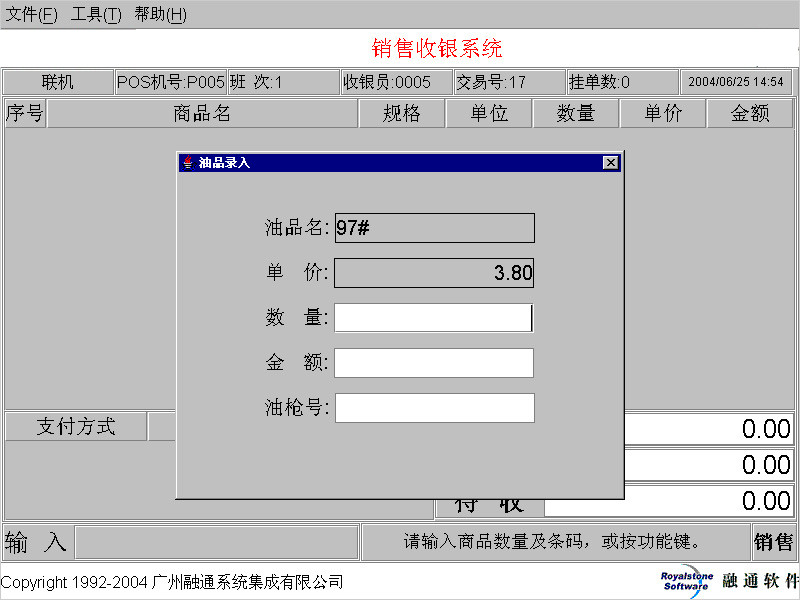 文件(F) 工具(T) 帮助(H)
销售收银系统
联机 POS机号:P005 班 次:1 收银员:0005 交易号:17 挂单数:0 2004/06/25 14:54
序号 商品名 规格 单位 数量 单价 金额
油品录入
油品名: 97#
单 价: 3.80
数 量:
金 额:
油枪号:
支付方式
0.00
0.00
待 收 0.00
输 入 请输入商品数量及条码，或按功能键。 销售
Copyright 1992-2004 广州融通系统集成有限公司 Royalstone Software 融通软件